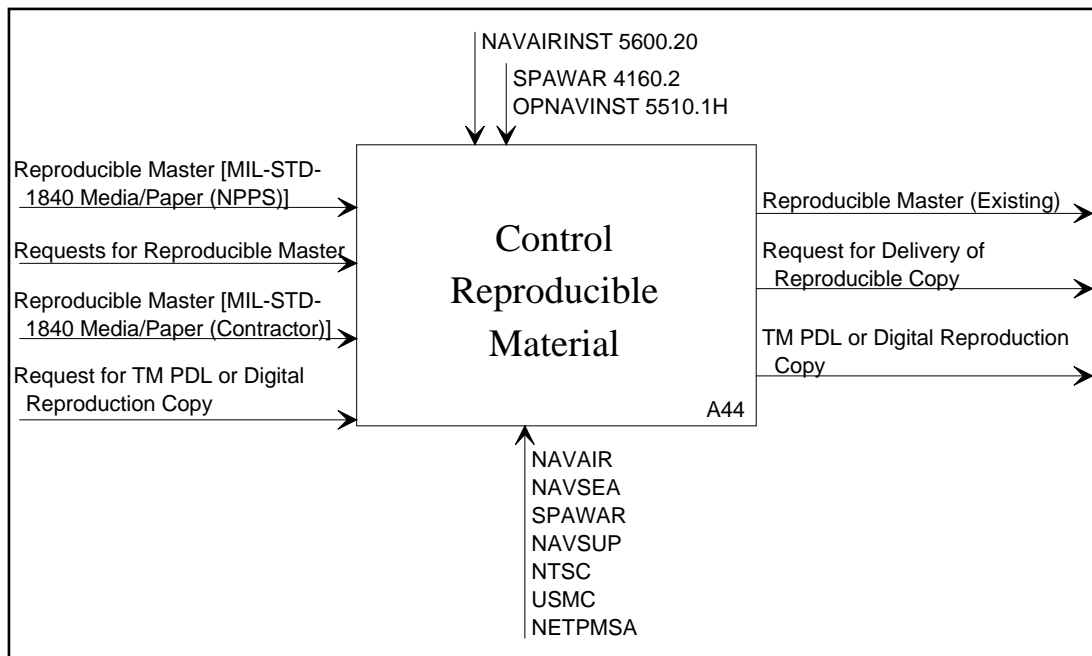 NAVAIRINST 5600.20
SPAWAR 4160.2
OPNAVINST 5510.1H
Reproducible Master [MIL-STD-
1840 Media/Paper (NPPS)]
Requests for Reproducible Master
Reproducible Master [MIL-STD-
1840 Media/Paper (Contractor)]
Request for TM PDL or Digital
Reproduction Copy
Control
Reproducible
Material
A44
Reproducible Master (Existing)
Request for Delivery of
Reproducible Copy
TM PDL or Digital Reproduction
Copy
NAVAIR
NAVSEA
SPAWAR
NAVSUP
NTSC
USMC
NETPMSA